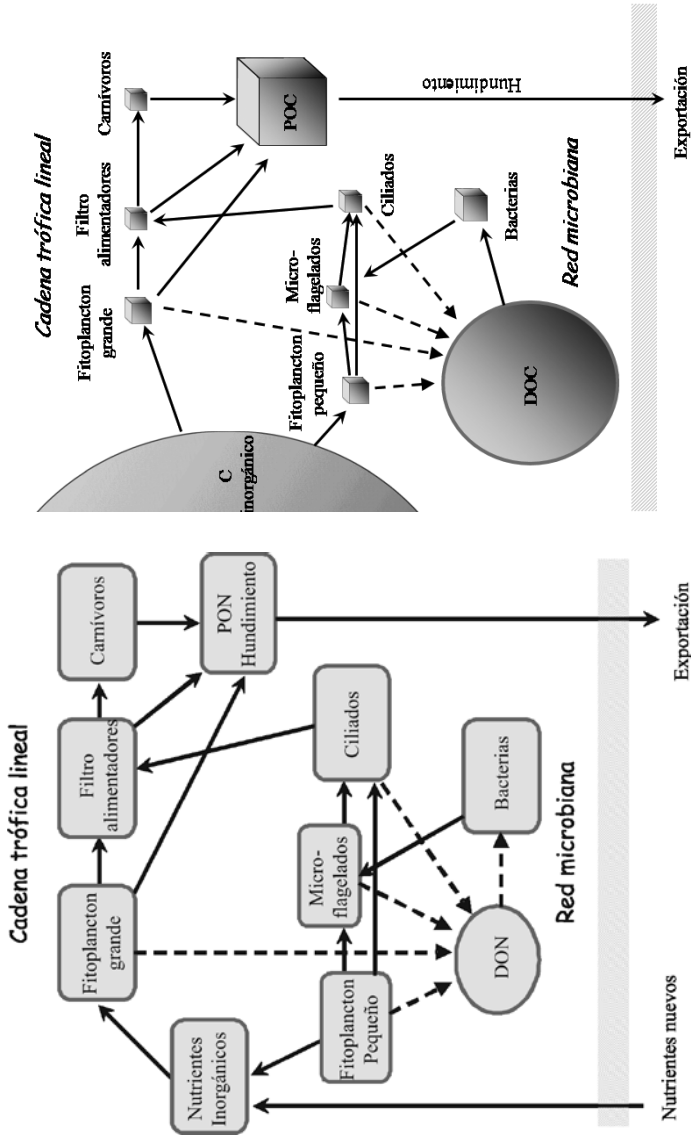 Cadena trófica lineal
Fitoplancton
grande
Filtro
alimentadores
Carnívoros
POC
Hundimiento
C
inorgánico
Fitoplancton
pequeño
Micro-
flagelados
Ciliados
Bacterias
DOC
Red microbiana
Exportación
Cadena trófica lineal
Fitoplancton
grande
Filtro
alimentadores
Carnívoros
PON
Hundimiento
Nutrientes
Inorgánicos
Fitoplancton
Pequeño
Micro-
flagelados
Ciliados
Bacterias
DON
Red microbiana
Nutrientes nuevos
Exportación